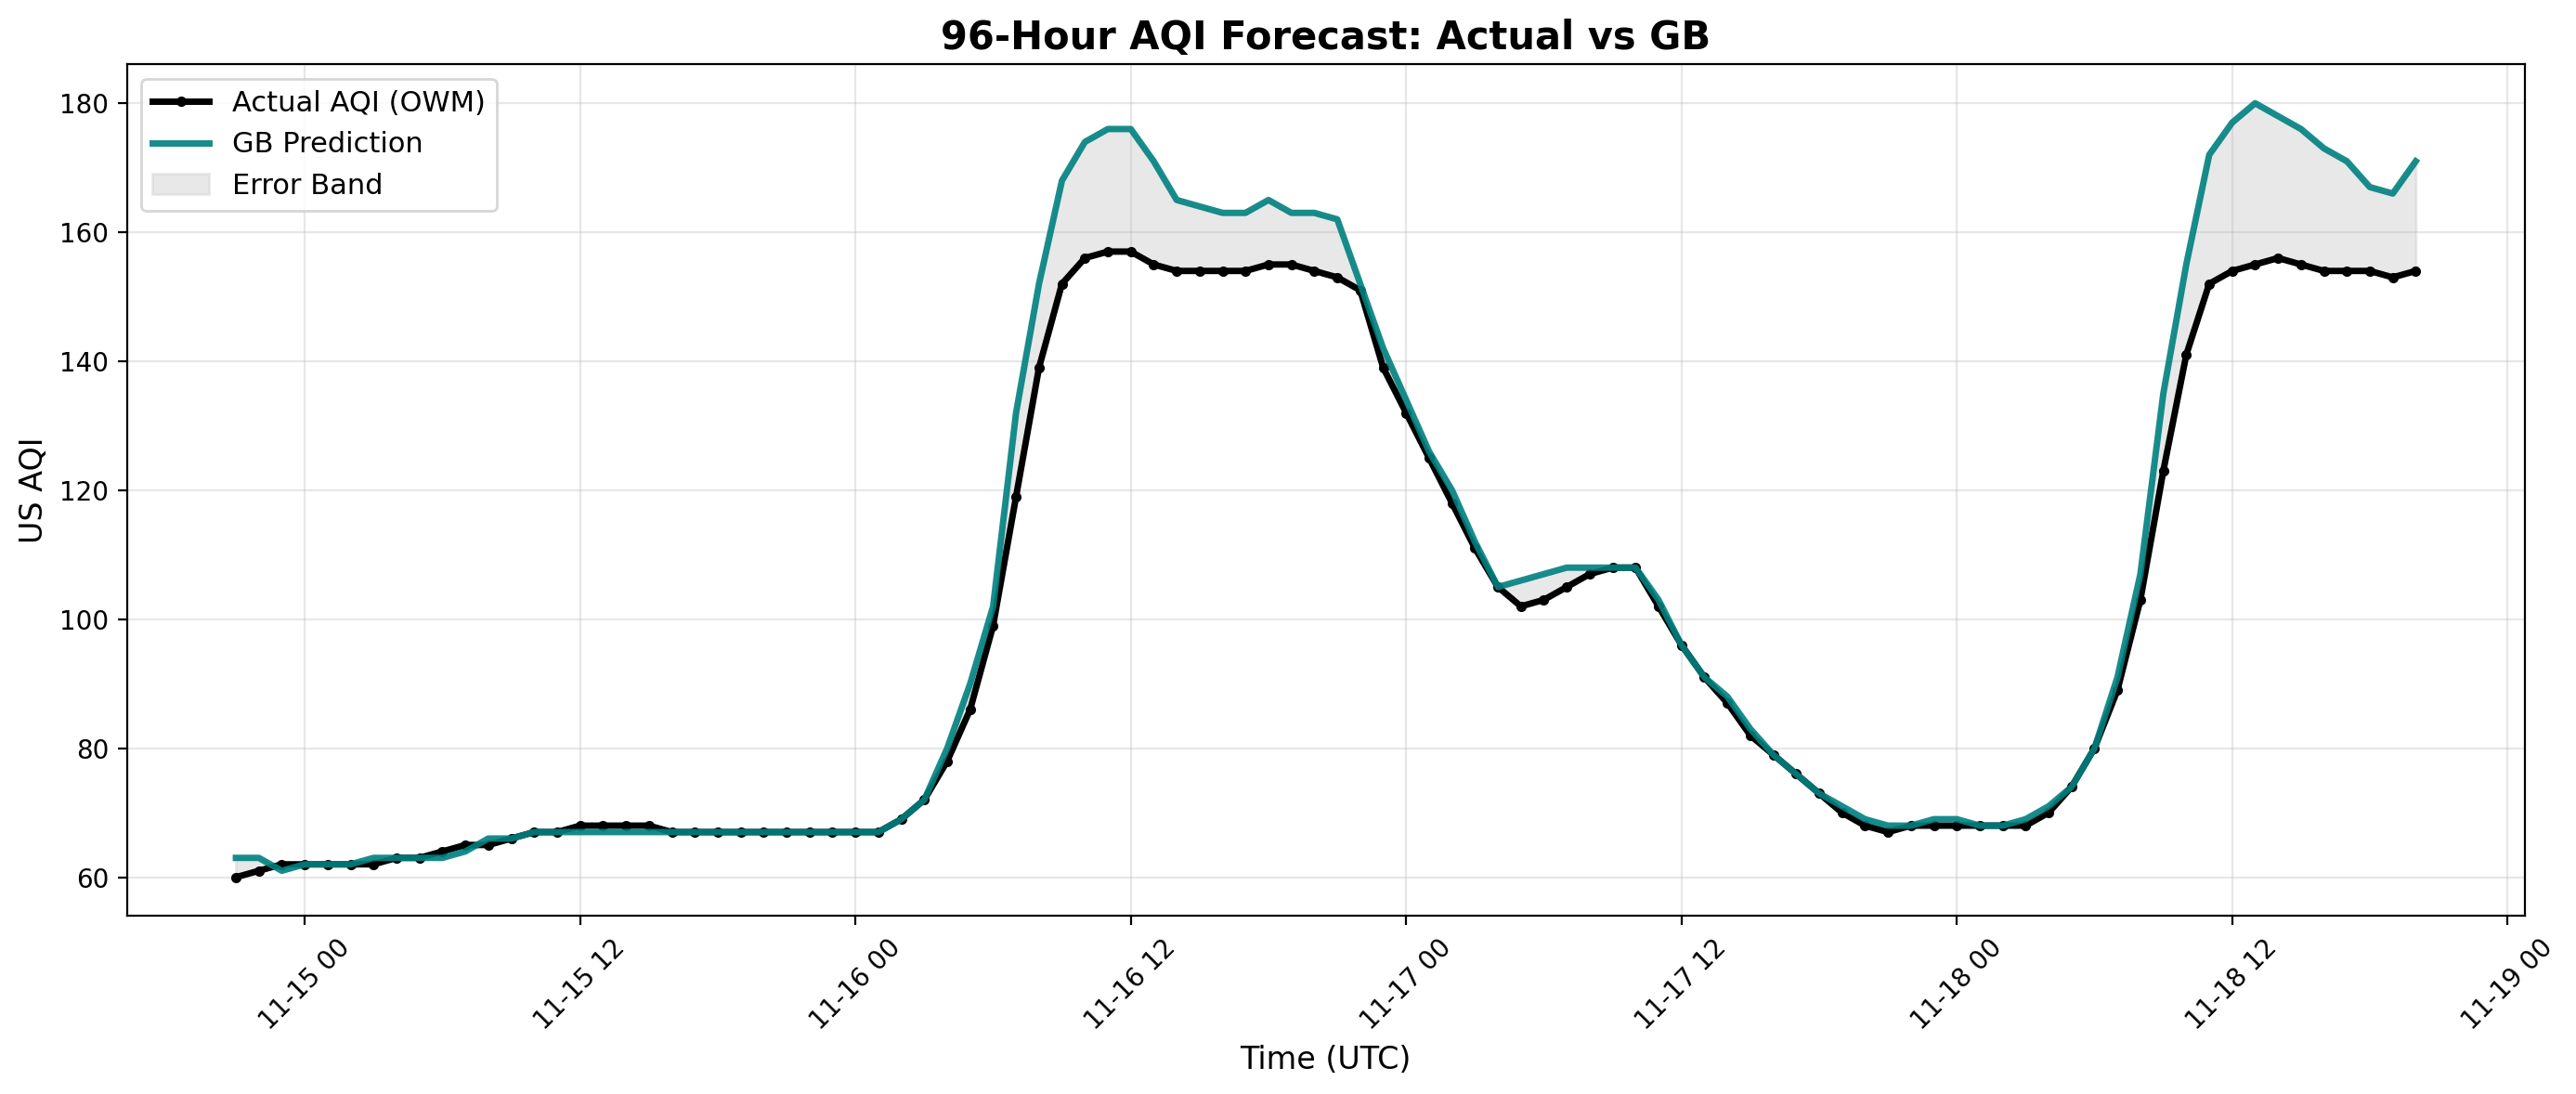 96-Hour AQI Forecast: Actual vs GB
Actual AQI (OWM)
GB Prediction
Error Band
180
160
140
120
100
80
60
US AQI
11-15 00
11-15 12
11-16 00
11-16 12
11-17 00
11-17 12
11-18 00
11-18 12
11-19 00
Time (UTC)